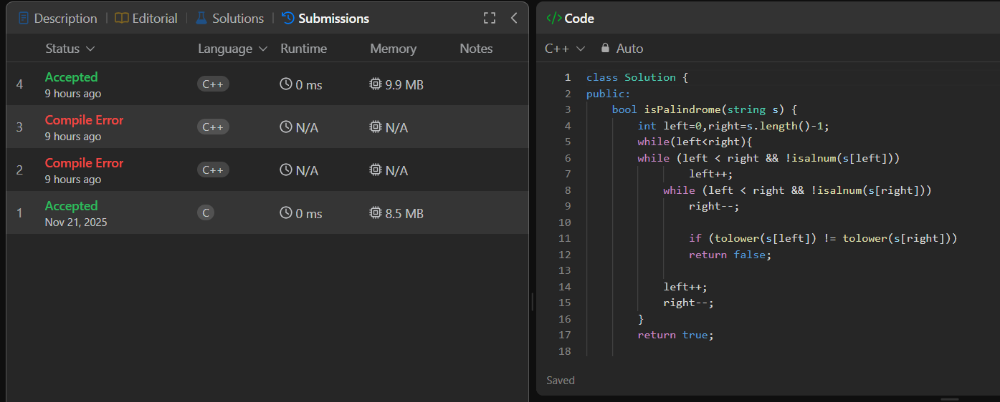 Description Editorial Solutions Submissions
Status Language Runtime Memory Notes
4 Accepted C++ 0 ms 9.9 MB
9 hours ago
3 Compile Error C++ N/A N/A
9 hours ago
2 Compile Error C++ N/A N/A
9 hours ago
1 Accepted C 0 ms 8.5 MB
Nov 21, 2025
</> Code
C++ Auto
1 class Solution {
2 public:
3     bool isPalindrome(string s) {
4         int left=0,right=s.length()-1;
5         while(left<right){
6         while (left < right && !isalnum(s[left]))
7                 left++;
8             while (left < right && !isalnum(s[right]))
9                 right--;
10
11                 if (tolower(s[left]) != tolower(s[right]))
12                 return false;
13
14             left++;
15             right--;
16         }
17         return true;
18
Saved